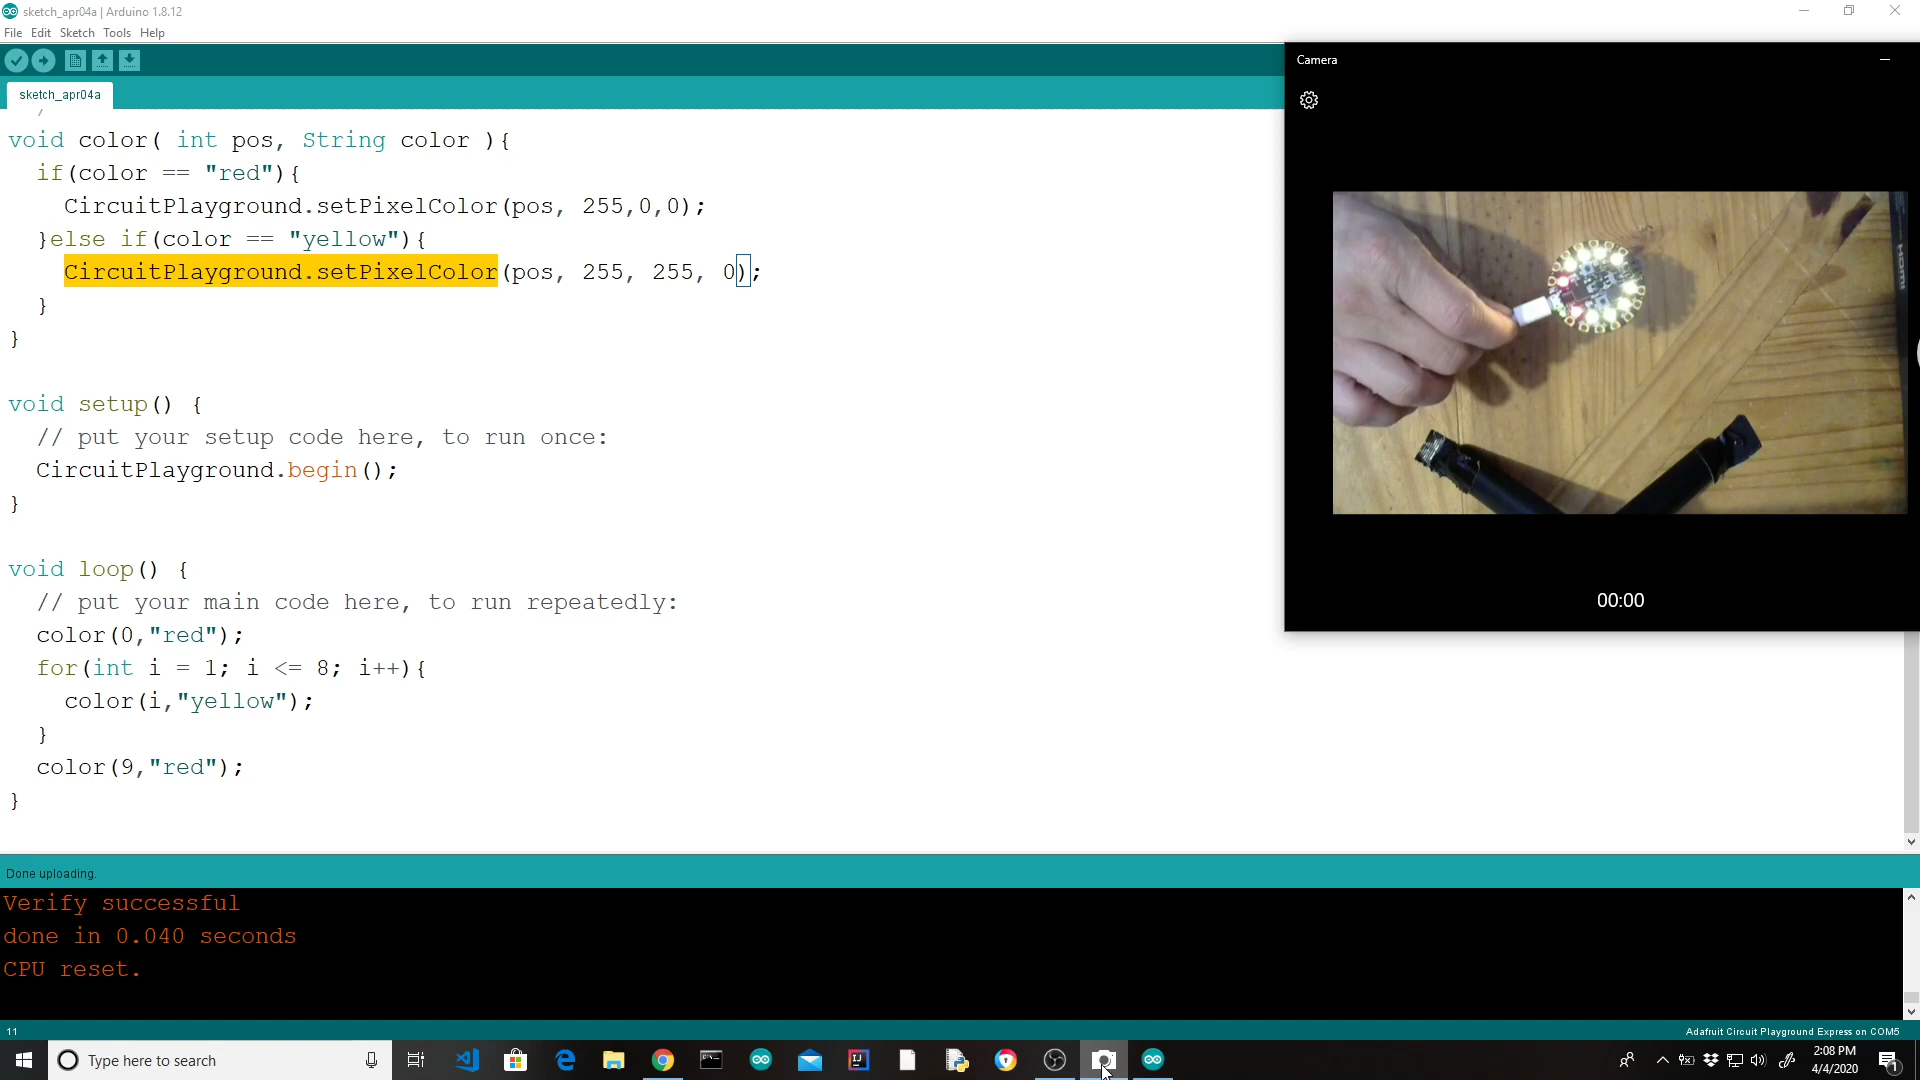 sketch_apr04a | Arduino 1.8.12
File Edit Sketch Tools Help
sketch_apr04a
void color( int pos, String color ){
if(color == "red"){
CircuitPlayground.setPixelColor(pos, 255,0,0);
}else if(color == "yellow"){
CircuitPlayground.setPixelColor(pos, 255, 255, 0);
}
}
void setup() {
// put your setup code here, to run once:
CircuitPlayground.begin();
}
void loop() {
// put your main code here, to run repeatedly:
color(0,"red");
for(int i = 1; i <= 8; i++){
color(i,"yellow");
}
color(9,"red");
}
Camera
HDMI
00:00
Done uploading.
Verify successful
done in 0.040 seconds
CPU reset.
11
Adafruit Circuit Playground Express on COM5
Type here to search
2:08 PM
4/4/2020
1